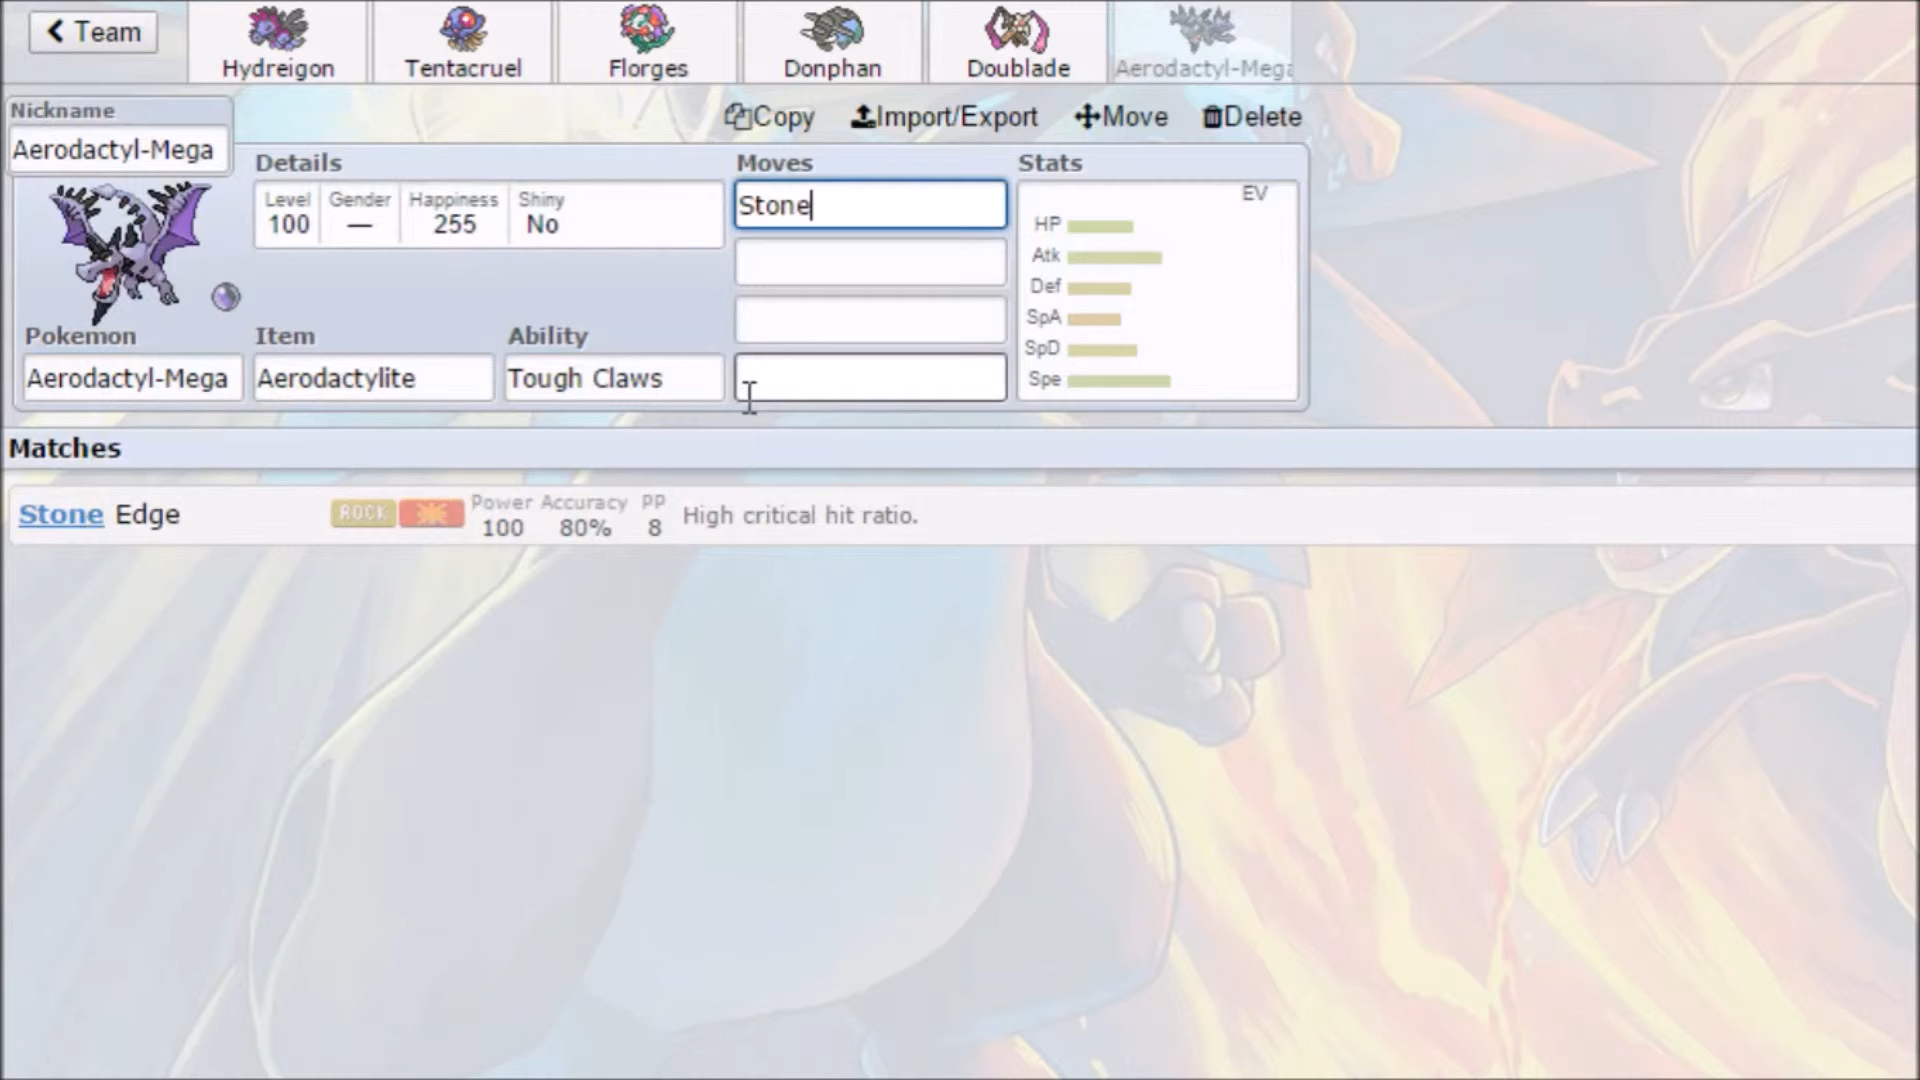 Team
Hydreigon
Tentacruel
Florges
Donphan
Doublade
Aerodactyl-Mega
Nickname
Aerodactyl-Mega
Copy
Import/Export
Move
Delete
Details
Moves
Stats
Level
100
Gender
—
Happiness
255
Shiny
No
Stone
EV
HP
Atk
Def
SpA
SpD
Spe
Pokemon
Item
Ability
Aerodactyl-Mega
Aerodactylite
Tough Claws
Matches
Stone Edge
ROCK
Power
100
Accuracy
80%
PP
8
High critical hit ratio.